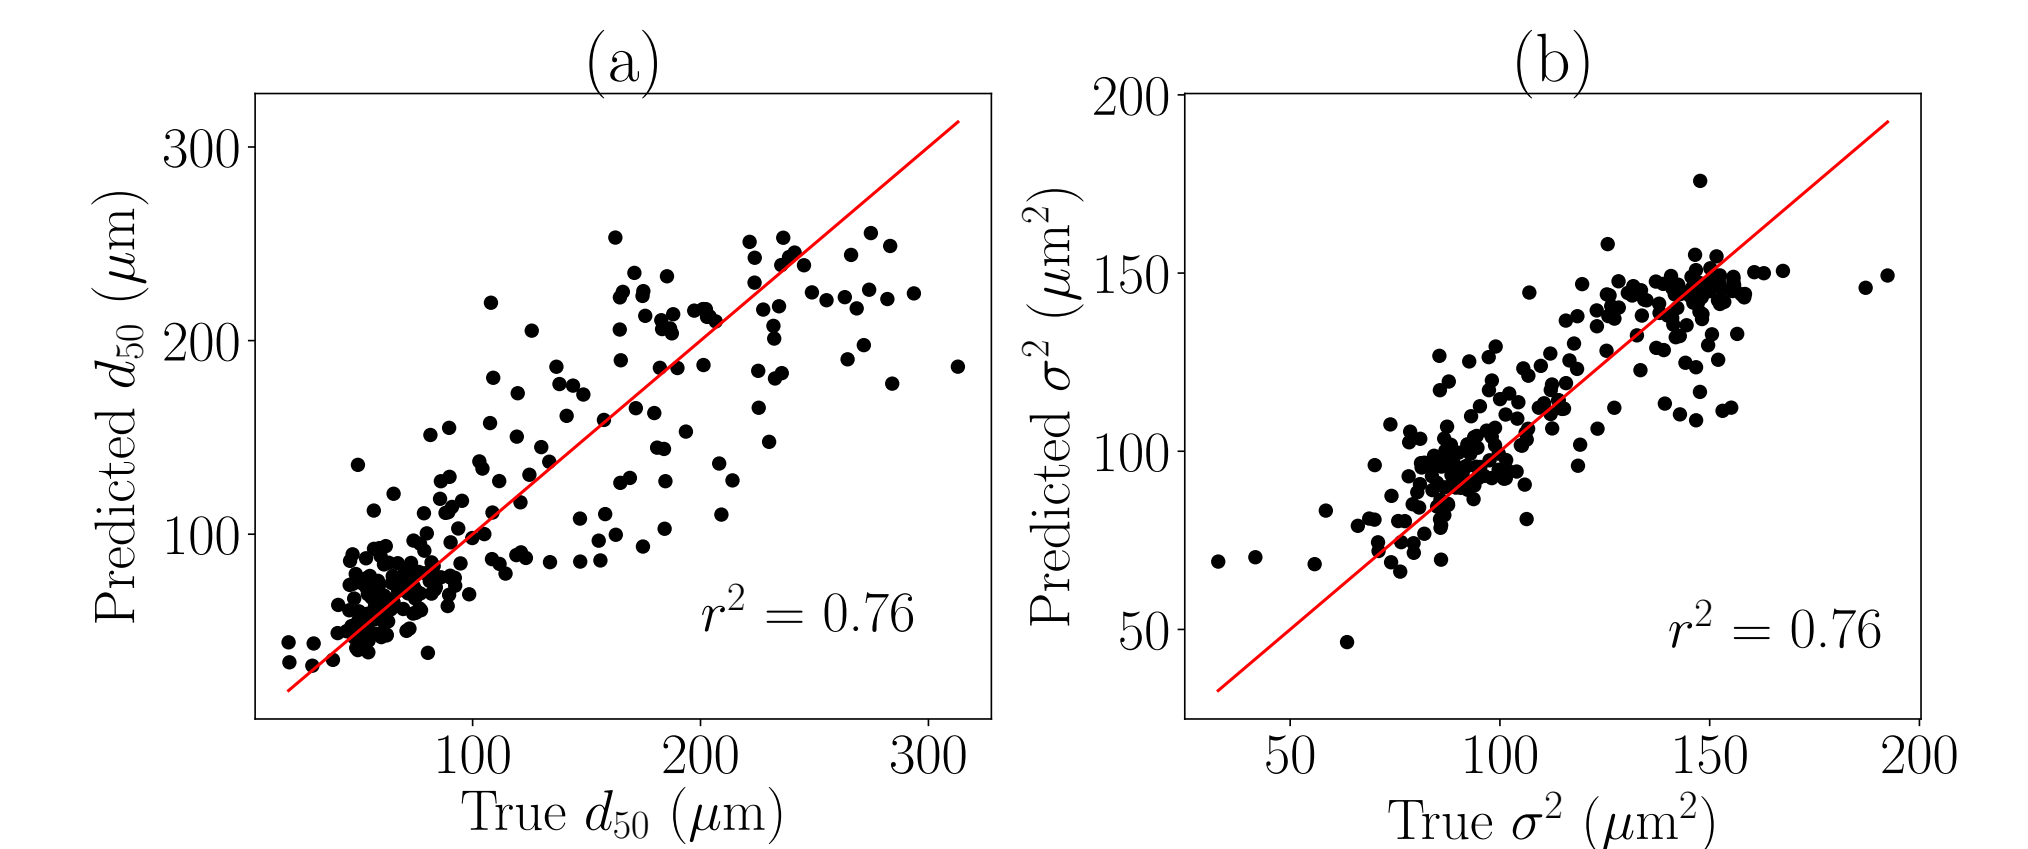 (a)
300
200
100
Predicted d₅₀ (μm)
r² = 0.76
100 200 300
True d₅₀ (μm)
(b)
200
150
100
50
Predicted σ² (μm²)
r² = 0.76
50 100 150 200
True σ² (μm²)